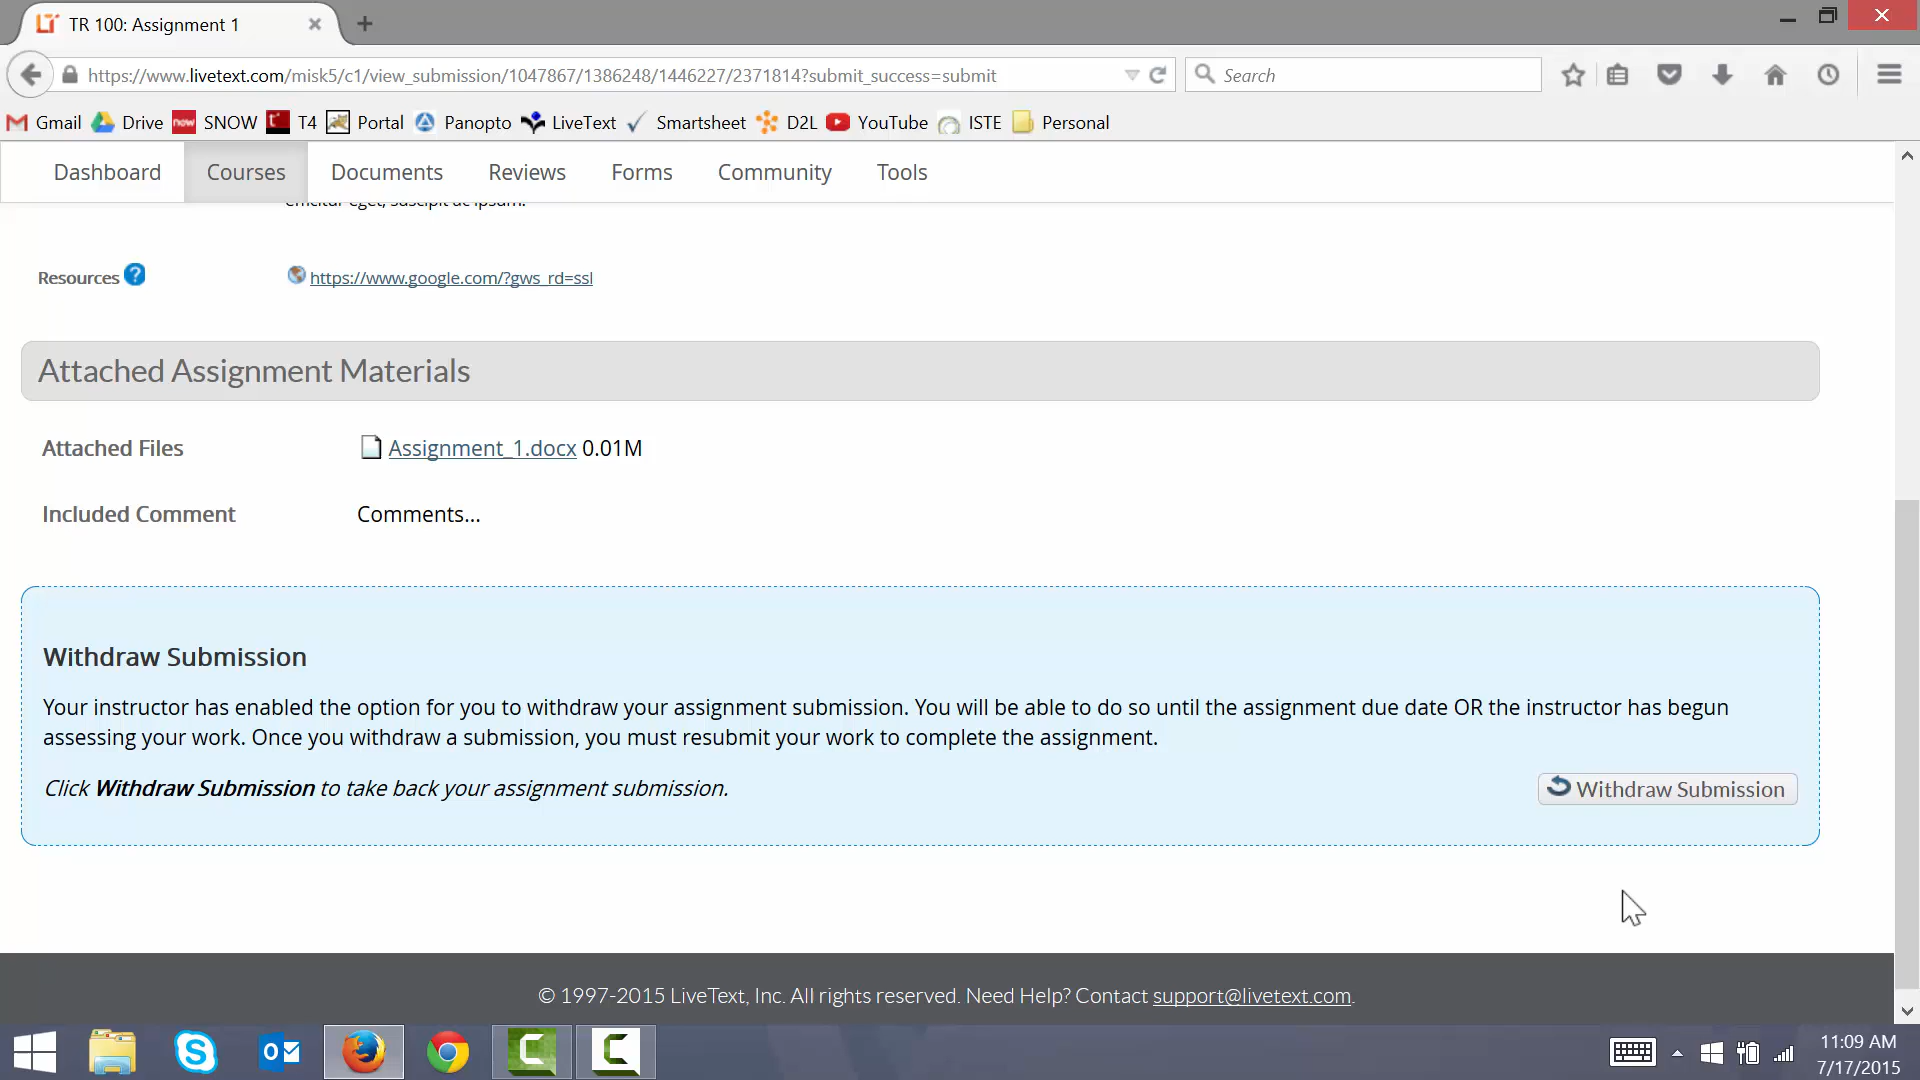 TR 100: Assignment 1
https://www.livetext.com/misk5/c1/view_submission/1047867/1386248/1446227/2371814?submit_success=submit
Search
Gmail Drive now SNOW T4 Portal Panopto LiveText Smartsheet D2L YouTube ISTE Personal
Dashboard Courses Documents Reviews Forms Community Tools
efficitur eget, suscipit ac ipsum.
Resources ? https://www.google.com/?gws_rd=ssl
Attached Assignment Materials
Attached Files Assignment_1.docx 0.01M
Included Comment Comments...
Withdraw Submission
Your instructor has enabled the option for you to withdraw your assignment submission. You will be able to do so until the assignment due date OR the instructor has begun
assessing your work. Once you withdraw a submission, you must resubmit your work to complete the assignment.
Click Withdraw Submission to take back your assignment submission.
Withdraw Submission
© 1997-2015 LiveText, Inc. All rights reserved. Need Help? Contact support@livetext.com.
11:09 AM
7/17/2015